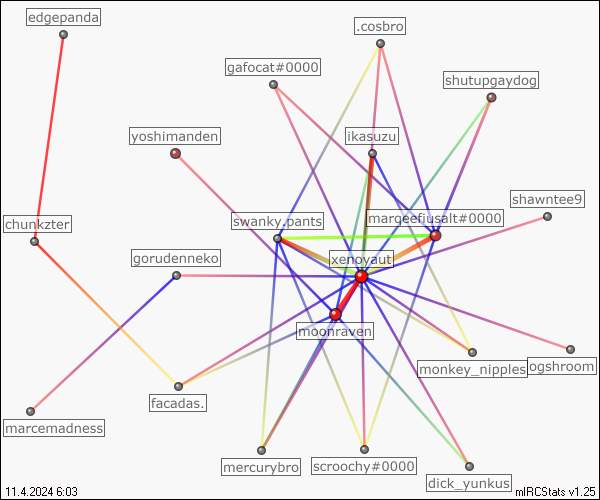 edgepanda
.cosbro
gafocat#0000
shutupgaydog
yoshimanden
ikasuzu
shawntee9
swanky.pants
margeefiusalt#0000
chunkzter
gorudenneko
xenovaut
moonraven
monkey_nipples
ogshroom
facadas.
marcemadness
mercurybro
scroochy#0000
dick_yunkus
11.4.2024 6:03
mIRCStats v1.25